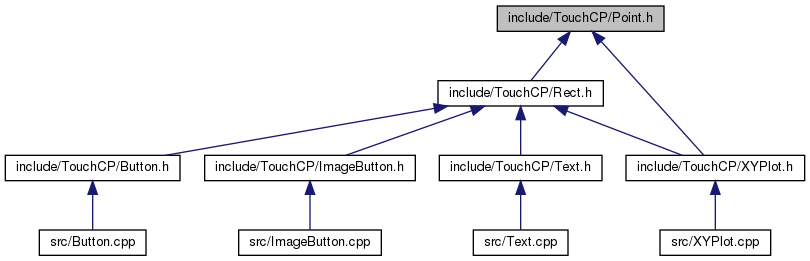 include/TouchCP/Point.h
include/TouchCP/Rect.h
include/TouchCP/Button.h
include/TouchCP/ImageButton.h
include/TouchCP/Text.h
include/TouchCP/XYPlot.h
src/Button.cpp
src/ImageButton.cpp
src/Text.cpp
src/XYPlot.cpp